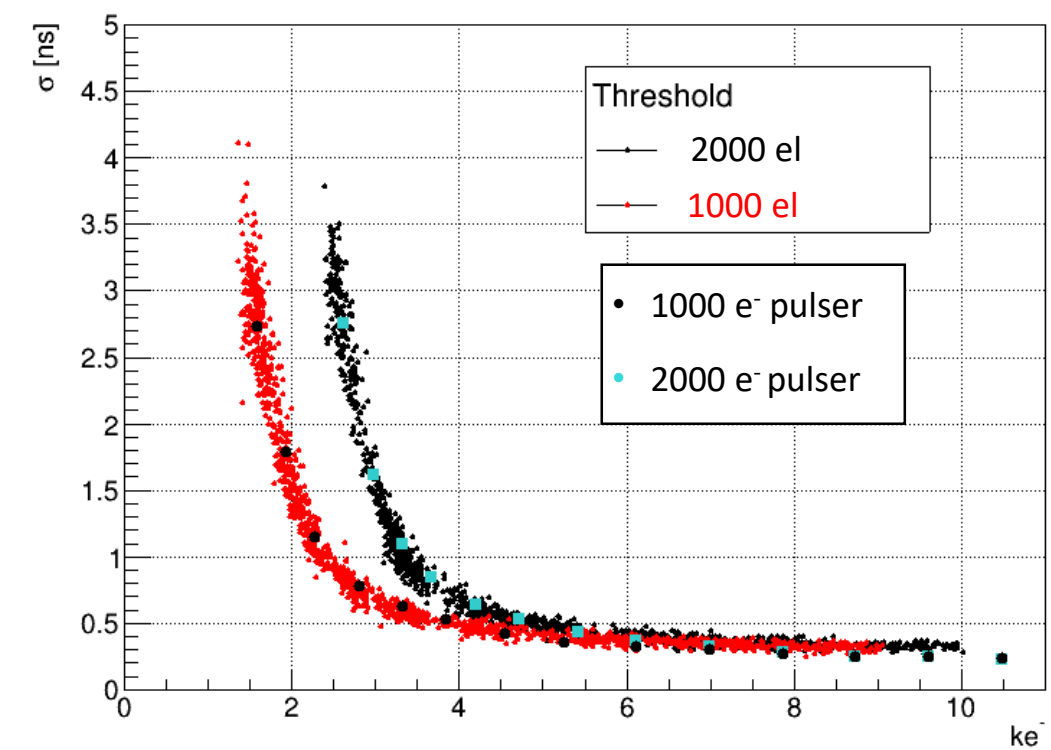 σ [ns]
5
4.5
4
3.5
3
2.5
2
1.5
1
0.5
0
Threshold
2000 el
1000 el
1000 e- pulser
2000 e- pulser
0 2 4 6 8 10
ke-